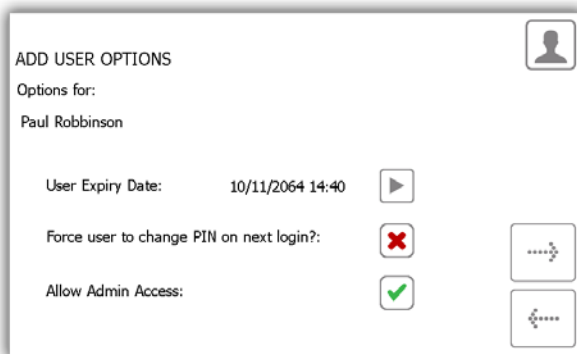 ADD USER OPTIONS
Options for:
Paul Robbinson
User Expiry Date: 10/11/2064 14:40
Force user to change PIN on next login?:
Allow Admin Access: